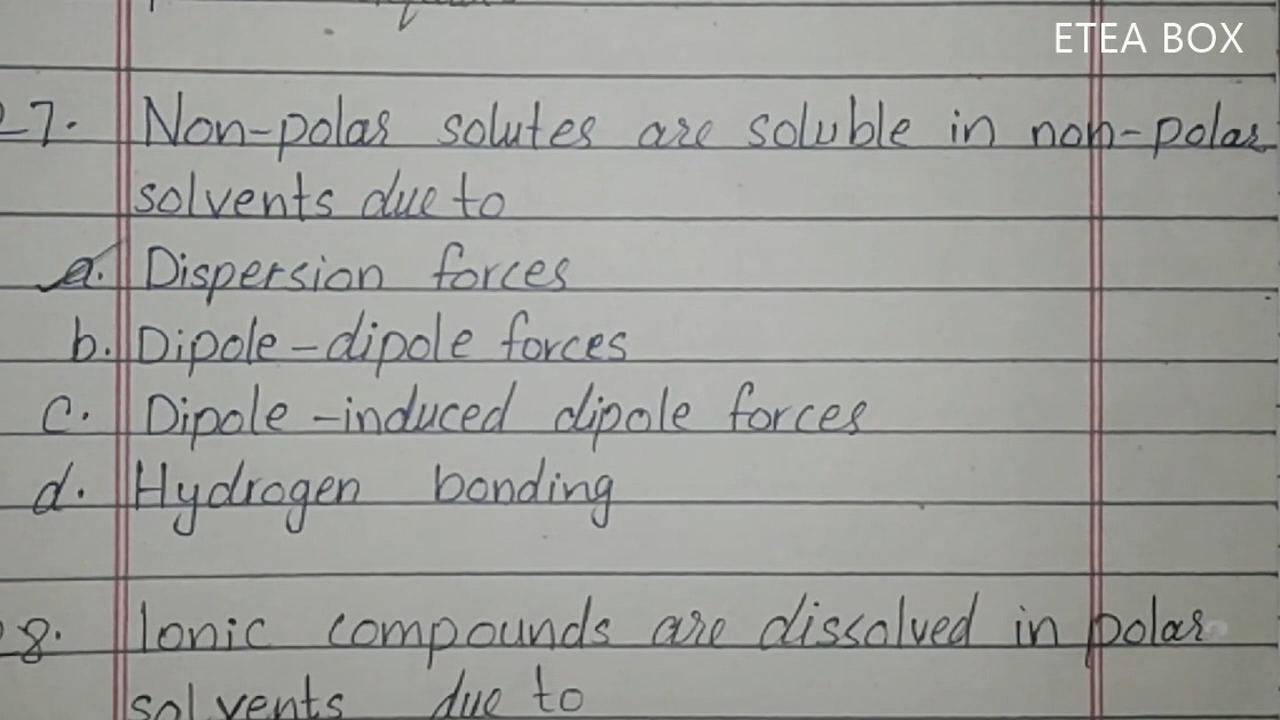 ETEA BOX
27. Non-polar solutes are soluble in non-polar
solvents due to
a. Dispersion forces
b. Dipole-dipole forces
c. Dipole-induced dipole forces
d. Hydrogen bonding
28. Ionic compounds are dissolved in polar
solvents due to